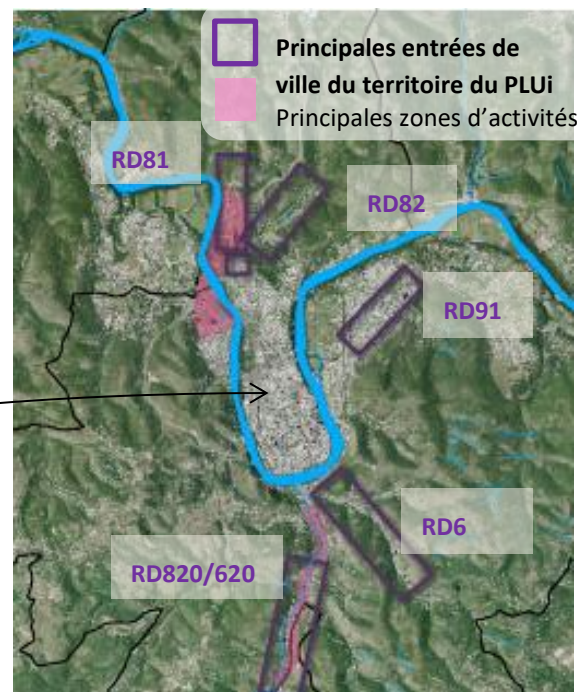 Principales entrées de
ville du territoire du PLUi
Principales zones d’activités
RD81
RD82
RD91
RD6
RD820/620